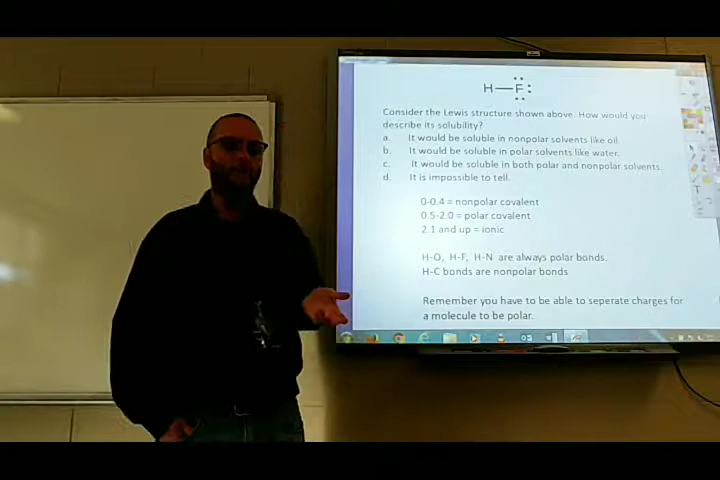 H—F
Consider the Lewis structure shown above. How would you
describe its solubility?
a. It would be soluble in nonpolar solvents like oil.
b. It would be soluble in polar solvents like water.
c. It would be soluble in both polar and nonpolar solvents.
d. It is impossible to tell.
0-0.4 = nonpolar covalent
0.5-2.0 = polar covalent
2.1 and up = ionic
H-O, H-F, H-N are always polar bonds.
H-C bonds are nonpolar bonds
Remember you have to be able to seperate charges for
a molecule to be polar.